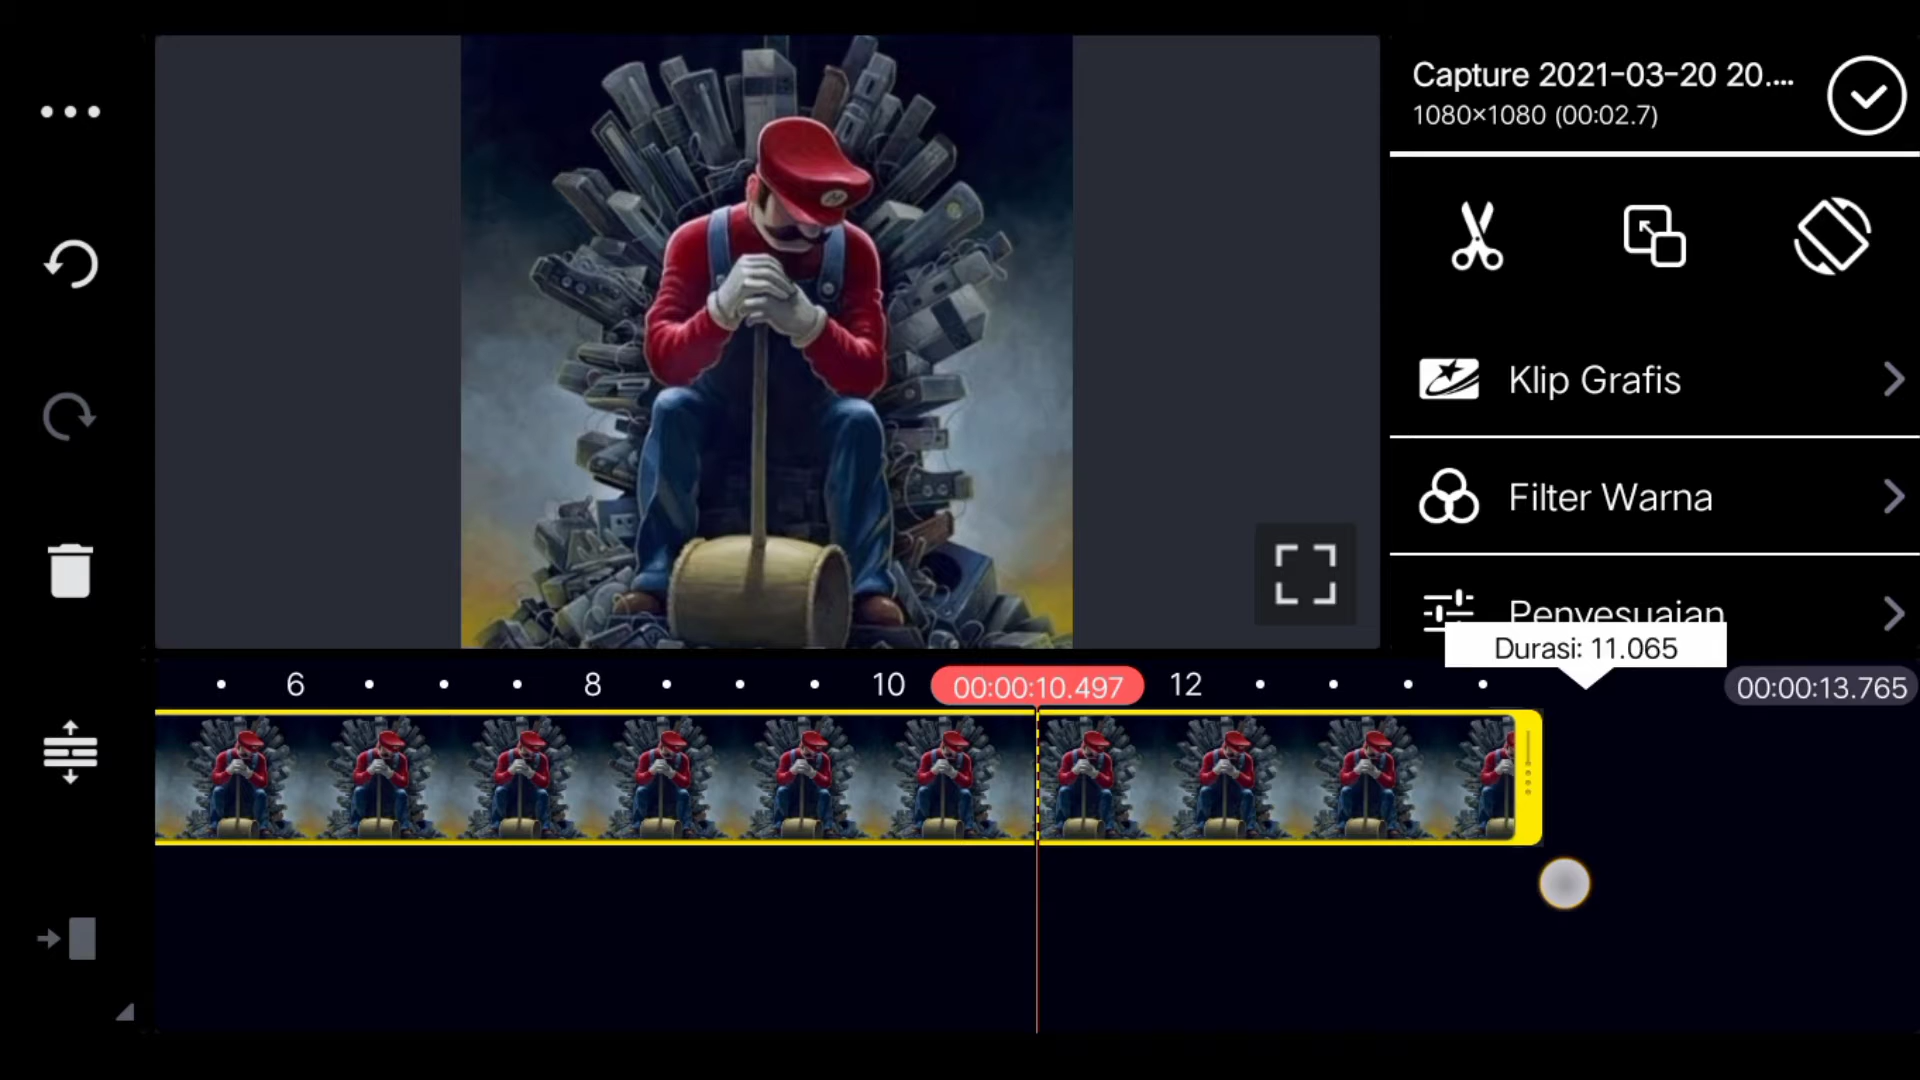 Capture 2021-03-20 20....
1080×1080 (00:02.7)
Klip Grafis
Filter Warna
Penyesuaian
Durasi: 11.065
6 8 10 00:00:10.497 12 00:00:13.765